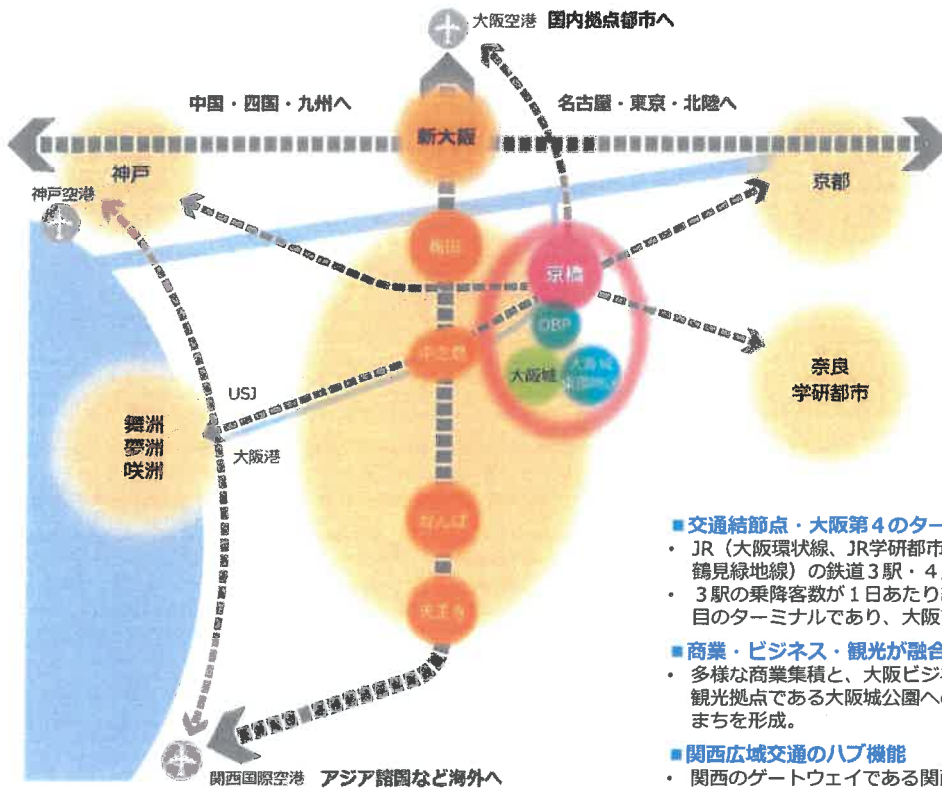 大阪空港 国内拠点都市へ
中国・四国・九州へ
名古屋・東京・北陸へ
新大阪
神戸
京都
神戸空港
梅田
京橋
OBP
中之島
大阪城
奈良
学研都市
USJ
舞洲
夢洲
咲洲
大阪港
なんば
天王寺
関西国際空港 アジア諸国など海外へ
■交通結節点・大阪第４のター
・ JR（大阪環状線、JR学研都市
鶴見緑地線）の鉄道３駅・４
・ ３駅の乗降客数が１日あたり
目のターミナルであり、大阪
■商業・ビジネス・観光が融合
・ 多様な商業集積と、大阪ビジネ
観光拠点である大阪城公園への
まちを形成。
■関西広域交通のハブ機能
・ 関西のゲートウェイである関